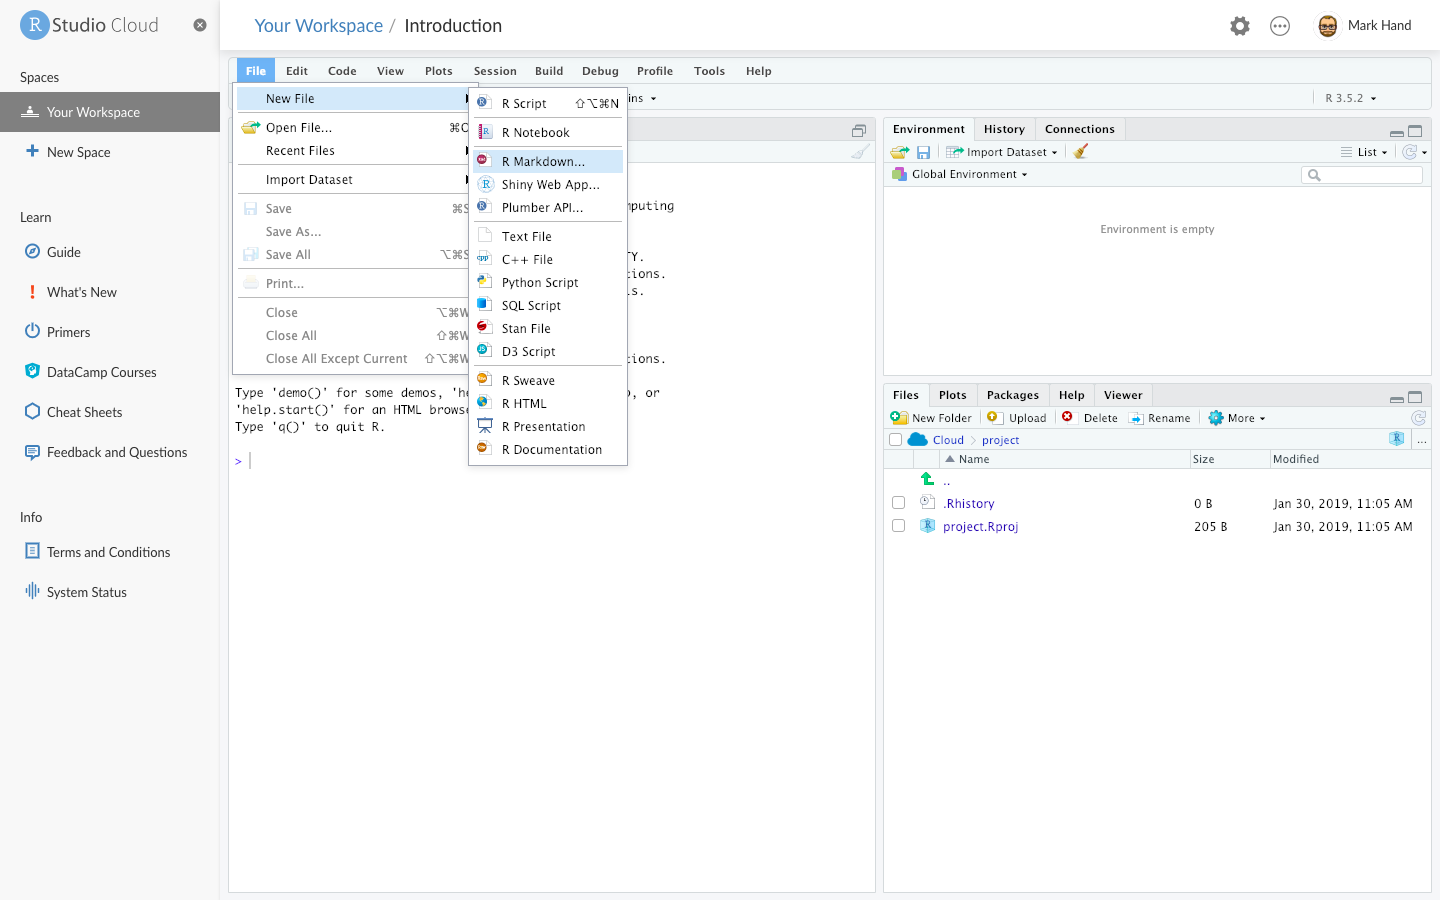 R Studio Cloud
Your Workspace / Introduction
Mark Hand
Spaces
Your Workspace
New Space
Learn
Guide
What's New
Primers
DataCamp Courses
Cheat Sheets
Feedback and Questions
Info
Terms and Conditions
System Status
File Edit Code View Plots Session Build Debug Profile Tools Help
R 3.5.2
New File
Open File... ⌘O
Recent Files
Import Dataset
Save ⌘S
Save As...
Save All ⌥⌘S
Print...
Close ⌥⌘W
Close All ⇧⌘W
Close All Except Current ⇧⌥⌘W
R Script ⇧⌥⌘N
R Notebook
R Markdown...
Shiny Web App...
Plumber API...
Text File
C++ File
Python Script
SQL Script
Stan File
D3 Script
R Sweave
R HTML
R Presentation
R Documentation
Type 'demo()' for some demos, 'he
, or
'help.start()' for an HTML browse
Type 'q()' to quit R.
>
Environment History Connections
Import Dataset List
Global Environment
Environment is empty
Files Plots Packages Help Viewer
New Folder Upload Delete Rename More
Cloud project R ...
Name Size Modified
..
.Rhistory 0 B Jan 30, 2019, 11:05 AM
project.Rproj 205 B Jan 30, 2019, 11:05 AM